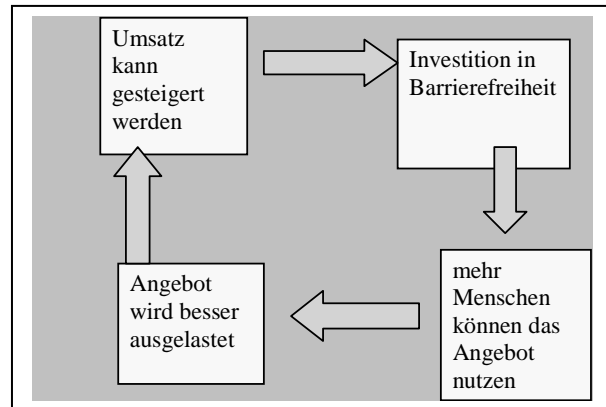 Umsatz
kann
gesteigert
werden
Investition in
Barrierefreiheit
mehr
Menschen
können das
Angebot
nutzen
Angebot
wird besser
ausgelastet